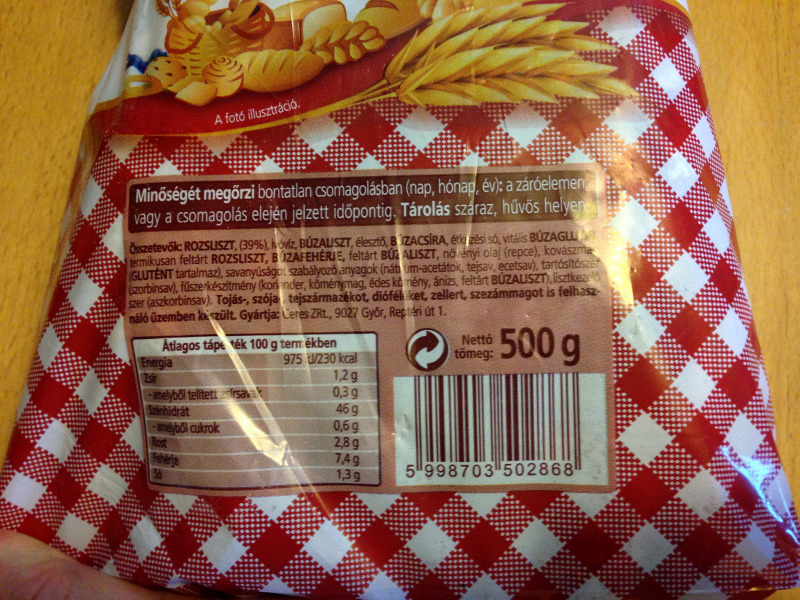 A fotó illusztráció.
Minőségét megőrzi bontatlan csomagolásban (nap, hónap, év): a záróelemen,
vagy a csomagolás elején jelzett időpontig. Tárolás száraz, hűvös helyen.
Összetevők: ROZSLISZT, (39%), ivóvíz, BÚZALISZT, élesztő, BÚZACSÍRA, étkezési só, vitális BÚZAGLU
termikusan feltárt ROZSLISZT, BÚZAFEHÉRJE, feltárt BÚZALISZT, növényi olaj (repce), kovászma
(GLUTÉNT tartalmaz), savanyúságot szabályozó anyagok (nátrium-acetátok, tejsav, ecetsav), tartósítószer
(szorbinsav), fűszerkészítmény (koriander, köménymag, édes kömény, ánizs, feltárt BÚZALISZT), lisztkezelő
szer (aszkorbinsav). Tojás-, szója-, tejszármazékot, dióféléket, zellert, szezámmagot is felhasz-
náló üzemben készült. Gyártja: Ceres ZRt., 9027 Győr, Reptéri út 1.
Átlagos tápérték 100 g termékben
Energia 975 kJ/230 kcal
Zsír 1,2 g
- amelyből telített zsírsavak 0,3 g
Szénhidrát 46 g
- amelyből cukrok 0,6 g
Rost 2,8 g
Fehérje 7,4 g
Só 1,3 g
Nettó
tömeg: 500 g
5 998703 502868